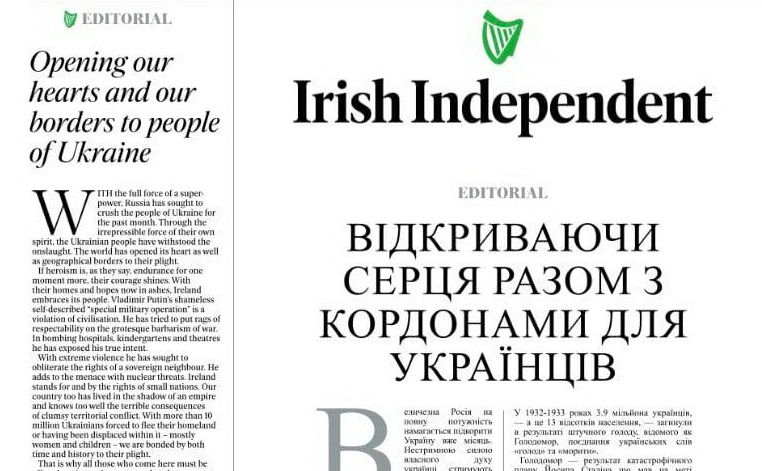 EDITORIAL
Opening our
hearts and our
borders to people
of Ukraine
WITH the full force of a super-
power, Russia has sought to
crush the people of Ukraine for
the past month. Through the
irrepressible force of their own
spirit, the Ukrainian people have withstood the
onslaught. The world has opened its heart as well
as geographical borders to their plight.
If heroism is, as they say, endurance for one
moment more, their courage shines. With
their homes and hopes now in ashes, Ireland
embraces its people. Vladimir Putin's shameless
self-described “special military operation” is a
violation of civilisation. He has tried to put rags of
respectability on the grotesque barbarism of war.
In bombing hospitals, kindergartens and theatres
he has exposed his true intent.
With extreme violence he has sought to
obliterate the rights of a sovereign neighbour. He
adds to the menace with nuclear threats. Ireland
stands for and by the rights of small nations. Our
country too has lived in the shadow of an empire
and knows too well the terrible consequences
of clumsy territorial conflict. With more than 10
million Ukrainians forced to flee their homeland
or having been displaced within it – mostly
women and children – we are bonded by both
time and history to their plight.
That is why all those who come here must be
Irish Independent
EDITORIAL
ВІДКРИВАЮЧИ
СЕРЦЯ РАЗОМ З
КОРДОНАМИ ДЛЯ
УКРАЇНЦІВ
Величезна Росія на
повну потужність
намагається підкорити
Україну вже місяць.
Нестримною силою
власного духу
українці стримують
У 1932-1933 роках 3.9 мільйона українців,
— а це 13 відсотків населення, — загинули
в результаті штучного голоду, відомого як
Голодомор, поєднання українських слів
«голод» та «морити».
Голодомор — результат катастрофічного
плану Йосипа Сталіна що мав на меті